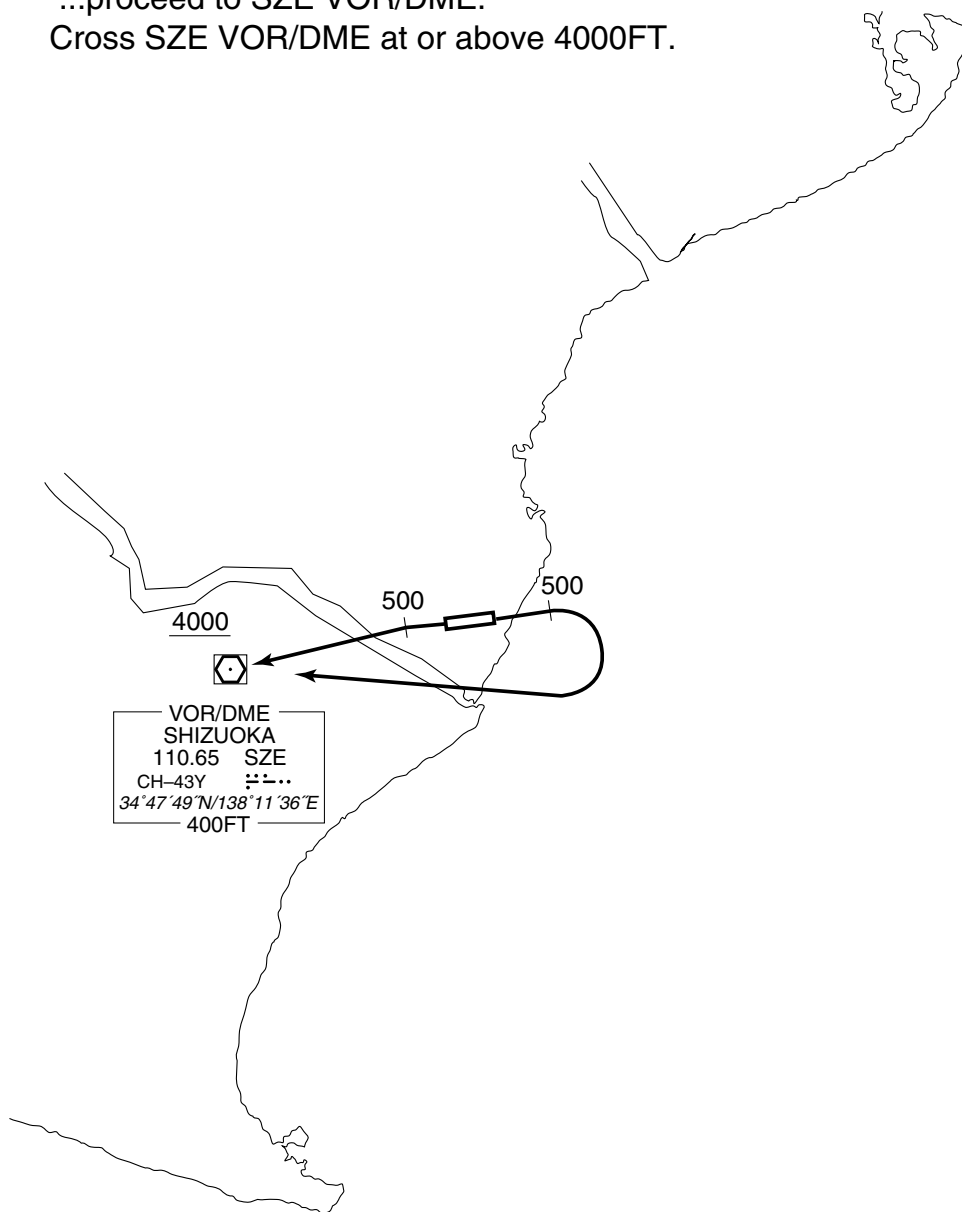 ...proceed to SZE VOR/DME.
Cross SZE VOR/DME at or above 4000FT.
500
500
4000
VOR/DME
SHIZUOKA
110.65 SZE
CH–43Y
34°47´49˝N/138°11´36˝E
400FT